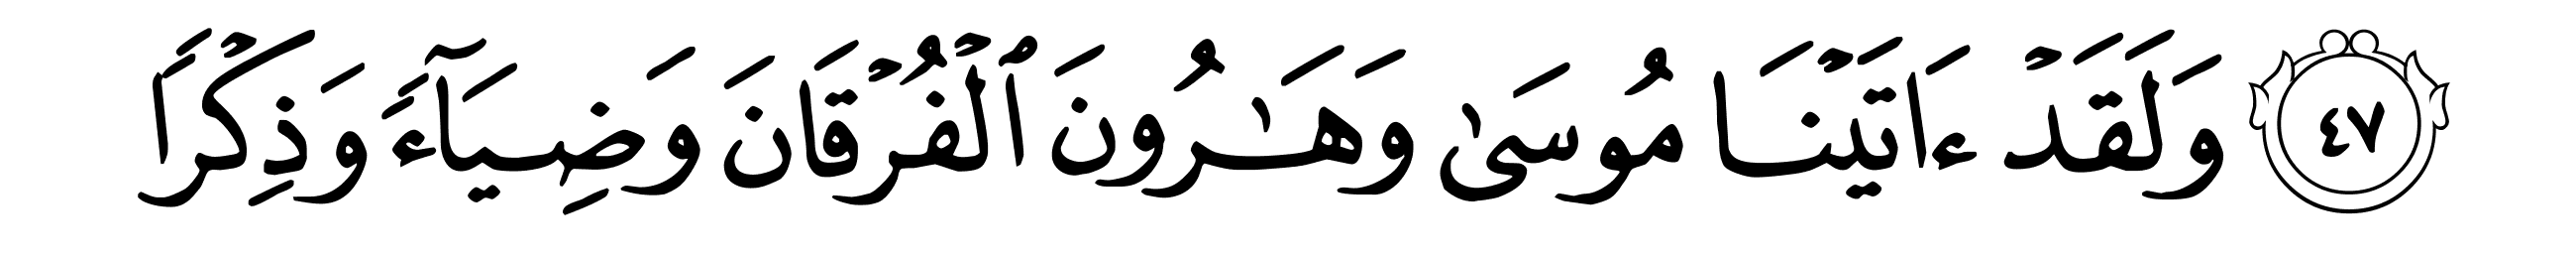 ٤٧ وَلَقَدْ ءَاتَيْنَا مُوسَىٰ وَهَـٰرُونَ ٱلْفُرْقَانَ وَضِيَآءًۭ وَذِكْرًا